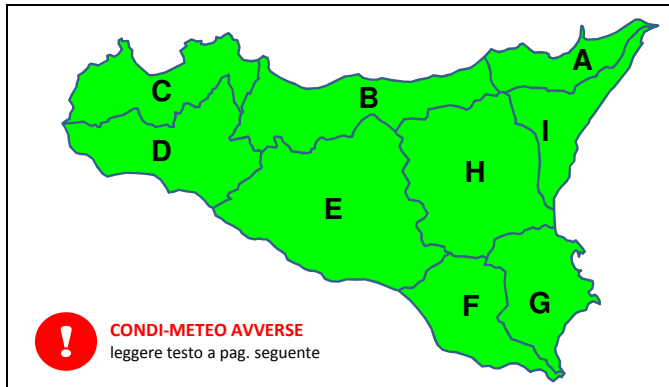 A
C
B
I
D
H
E
F
G
! CONDI-METEO AVVERSE
leggere testo a pag. seguente